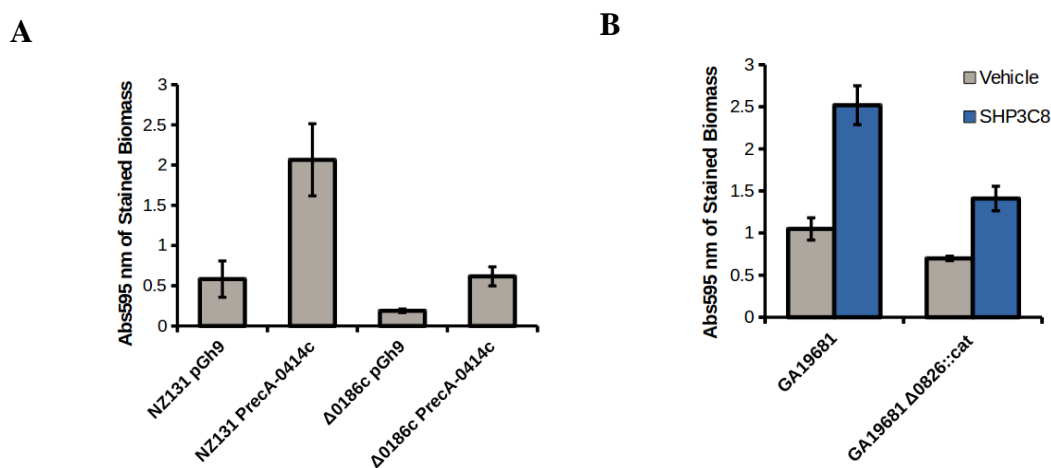 A
Abs595 nm of Stained Biomass
3
2.5
2
1.5
1
0.5
0
NZ131 pGh9
NZ131 PrecA-0414c
Δ0186c pGh9
Δ0186c PrecA-0414c
B
Abs595 nm of Stained Biomass
3
2.5
2
1.5
1
0.5
0
Vehicle
SHP3C8
GA19681
GA19681 Δ0826::cat